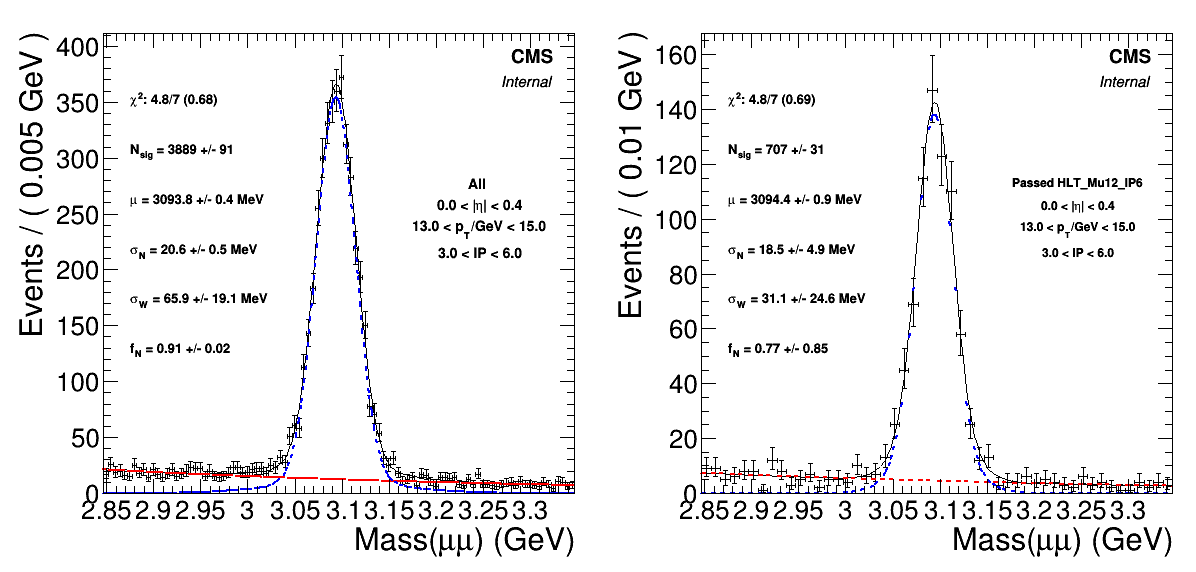 Events / ( 0.005 GeV )
400
350
300
250
200
150
100
50
0
CMS
Internal
χ²: 4.8/7 (0.68)
N_sig = 3889 +/- 91
μ = 3093.8 +/- 0.4 MeV
σ_N = 20.6 +/- 0.5 MeV
σ_W = 65.9 +/- 19.1 MeV
f_N = 0.91 +/- 0.02
All
0.0 < |η| < 0.4
13.0 < p_T/GeV < 15.0
3.0 < IP < 6.0
2.85 2.9 2.95 3 3.05 3.1 3.15 3.2 3.25 3.3
Mass(μμ) (GeV)
Events / ( 0.01 GeV )
160
140
120
100
80
60
40
20
0
CMS
Internal
χ²: 4.8/7 (0.69)
N_sig = 707 +/- 31
μ = 3094.4 +/- 0.9 MeV
σ_N = 18.5 +/- 4.9 MeV
σ_W = 31.1 +/- 24.6 MeV
f_N = 0.77 +/- 0.85
Passed HLT_Mu12_IP6
0.0 < |η| < 0.4
13.0 < p_T/GeV < 15.0
3.0 < IP < 6.0
2.85 2.9 2.95 3 3.05 3.1 3.15 3.2 3.25 3.3
Mass(μμ) (GeV)